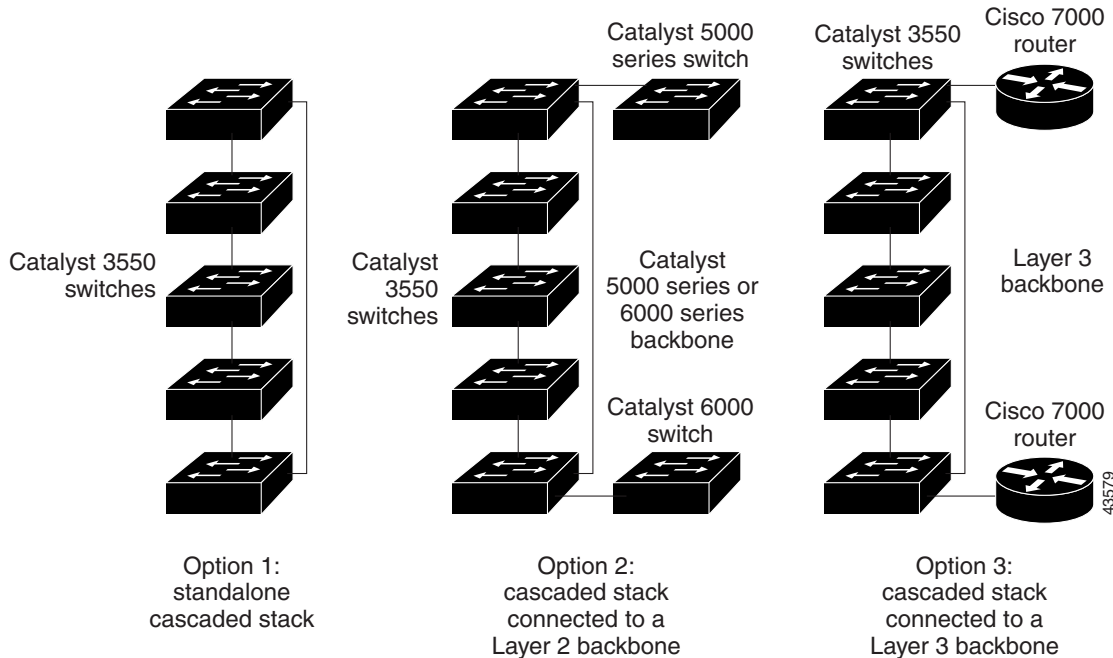 Catalyst 5000
series switch
Catalyst 3550
switches
Cisco 7000
router
Catalyst 3550
switches
Catalyst
3550
switches
Catalyst
5000 series or
6000 series
backbone
Layer 3
backbone
Catalyst 6000
switch
Cisco 7000
router
43579
Option 1:
standalone
cascaded stack
Option 2:
cascaded stack
connected to a
Layer 2 backbone
Option 3:
cascaded stack
connected to a
Layer 3 backbone